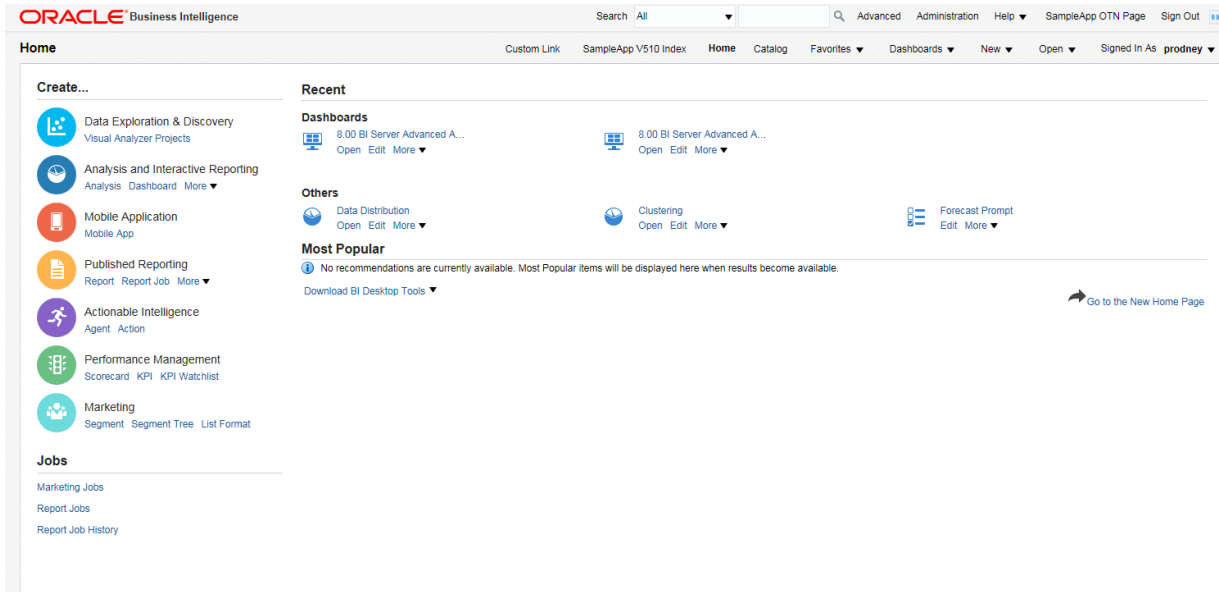 ORACLE Business Intelligence
Search All Advanced Administration Help SampleApp OTN Page Sign Out
Home
Custom Link SampleApp V510 Index Home Catalog Favorites Dashboards New Open Signed In As prodney
Create...
Data Exploration & Discovery
Visual Analyzer Projects
Analysis and Interactive Reporting
Analysis Dashboard More
Mobile Application
Mobile App
Published Reporting
Report Report Job More
Actionable Intelligence
Agent Action
Performance Management
Scorecard KPI KPI Watchlist
Marketing
Segment Segment Tree List Format
Jobs
Marketing Jobs
Report Jobs
Report Job History
Recent
Dashboards
8.00 BI Server Advanced A...
Open Edit More
8.00 BI Server Advanced A...
Open Edit More
Others
Data Distribution
Open Edit More
Clustering
Open Edit More
Forecast Prompt
Edit More
Most Popular
No recommendations are currently available. Most Popular items will be displayed here when results become available.
Download BI Desktop Tools
Go to the New Home Page